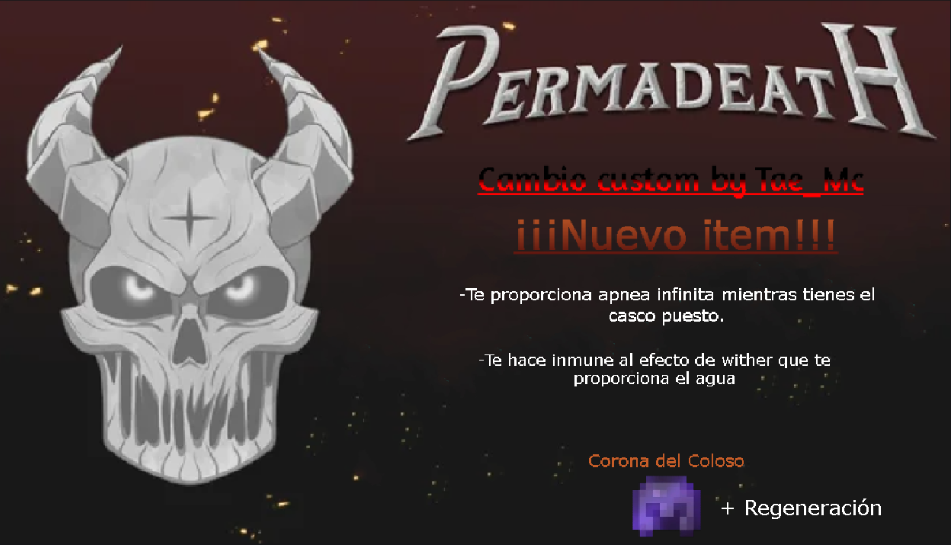 PERMADEATH
Cambio custom by Tae_Mc
¡¡¡Nuevo item!!!
-Te proporciona apnea infinita mientras tienes el
casco puesto.
-Te hace inmune al efecto de wither que te
proporciona el agua
Corona del Coloso
+ Regeneración